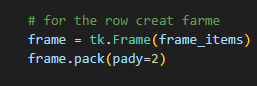 # for the row creat farme
frame = tk.Frame(frame_items)
frame.pack(pady=2)